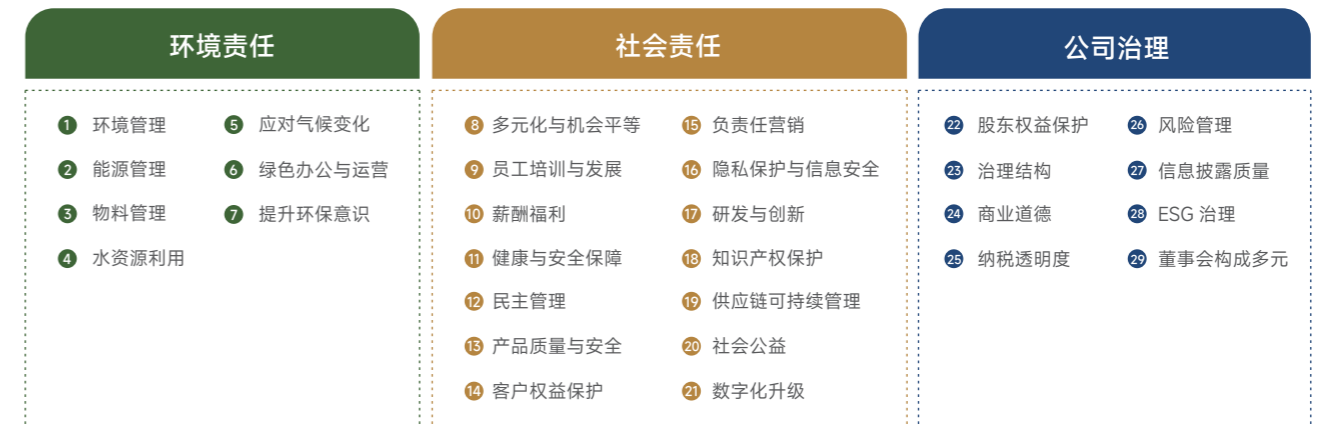 环境责任
1 环境管理
2 能源管理
3 物料管理
4 水资源利用
5 应对气候变化
6 绿色办公与运营
7 提升环保意识
社会责任
8 多元化与机会平等
9 员工培训与发展
10 薪酬福利
11 健康与安全保障
12 民主管理
13 产品质量与安全
14 客户权益保护
15 负责任营销
16 隐私保护与信息安全
17 研发与创新
18 知识产权保护
19 供应链可持续管理
20 社会公益
21 数字化升级
公司治理
22 股东权益保护
23 治理结构
24 商业道德
25 纳税透明度
26 风险管理
27 信息披露质量
28 ESG 治理
29 董事会构成多元